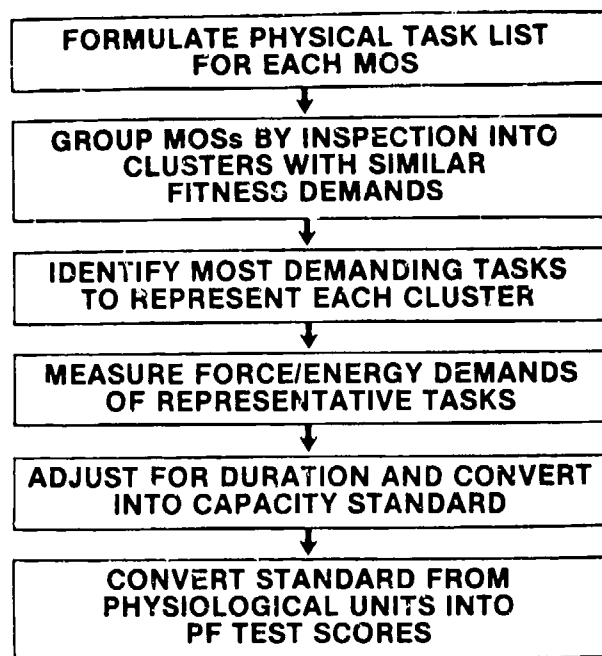 FORMULATE PHYSICAL TASK LIST
FOR EACH MOS
GROUP MOSs BY INSPECTION INTO
CLUSTERS WITH SIMILAR
FITNESS DEMANDS
IDENTIFY MOST DEMANDING TASKS
TO REPRESENT EACH CLUSTER
MEASURE FORCE/ENERGY DEMANDS
OF REPRESENTATIVE TASKS
ADJUST FOR DURATION AND CONVERT
INTO CAPACITY STANDARD
CONVERT STANDARD FROM
PHYSIOLOGICAL UNITS INTO
PF TEST SCORES